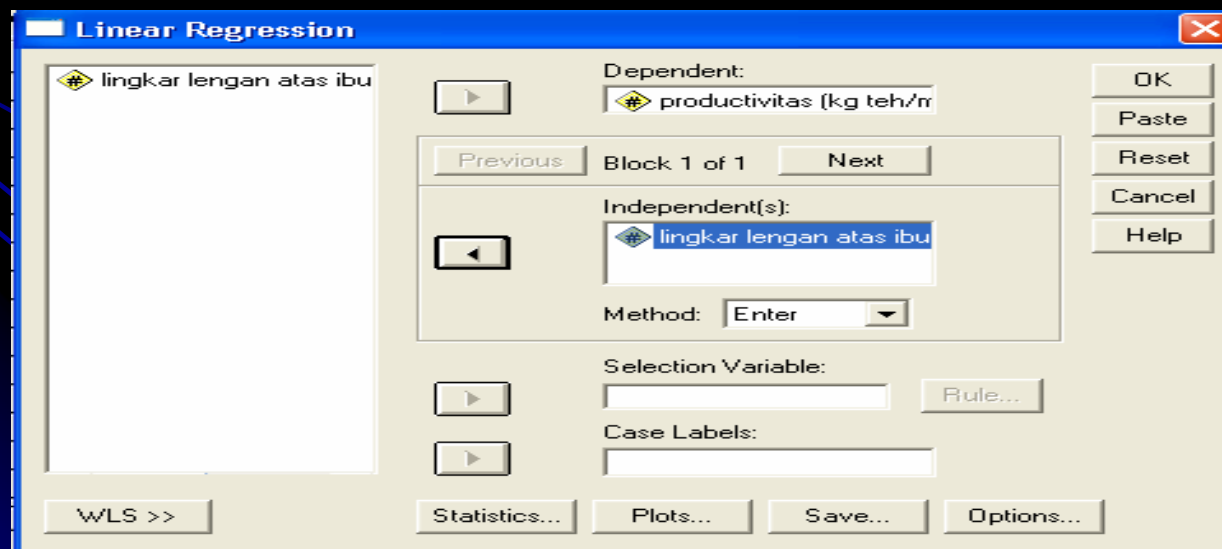 Linear Regression
lingkar lengan atas ibu
Dependent:
productivitas (kg teh/m
OK
Paste
Reset
Cancel
Help
Previous
Block 1 of 1
Next
Independent(s):
lingkar lengan atas ibu
Method:
Enter
Selection Variable:
Rule...
Case Labels:
WLS >>
Statistics...
Plots...
Save...
Options...